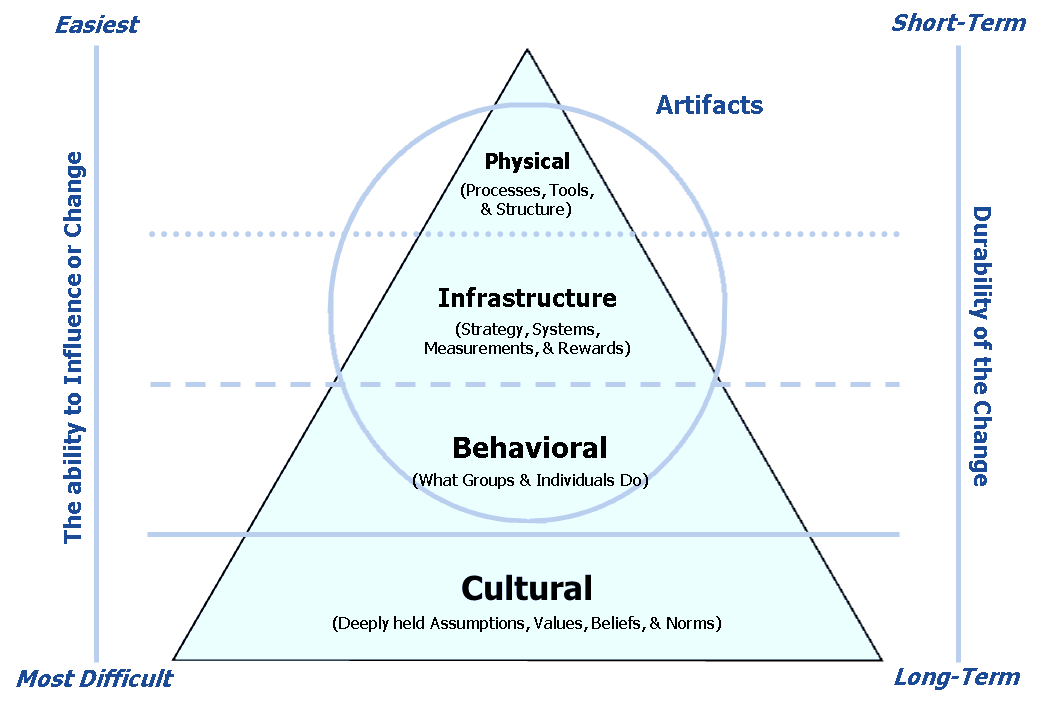 Easiest
Short-Term
Artifacts
Physical
(Processes, Tools,
& Structure)
The ability to Influence or Change
Infrastructure
(Strategy, Systems,
Measurements, & Rewards)
Durability of the Change
Behavioral
(What Groups & Individuals Do)
Cultural
(Deeply held Assumptions, Values, Beliefs, & Norms)
Most Difficult
Long-Term